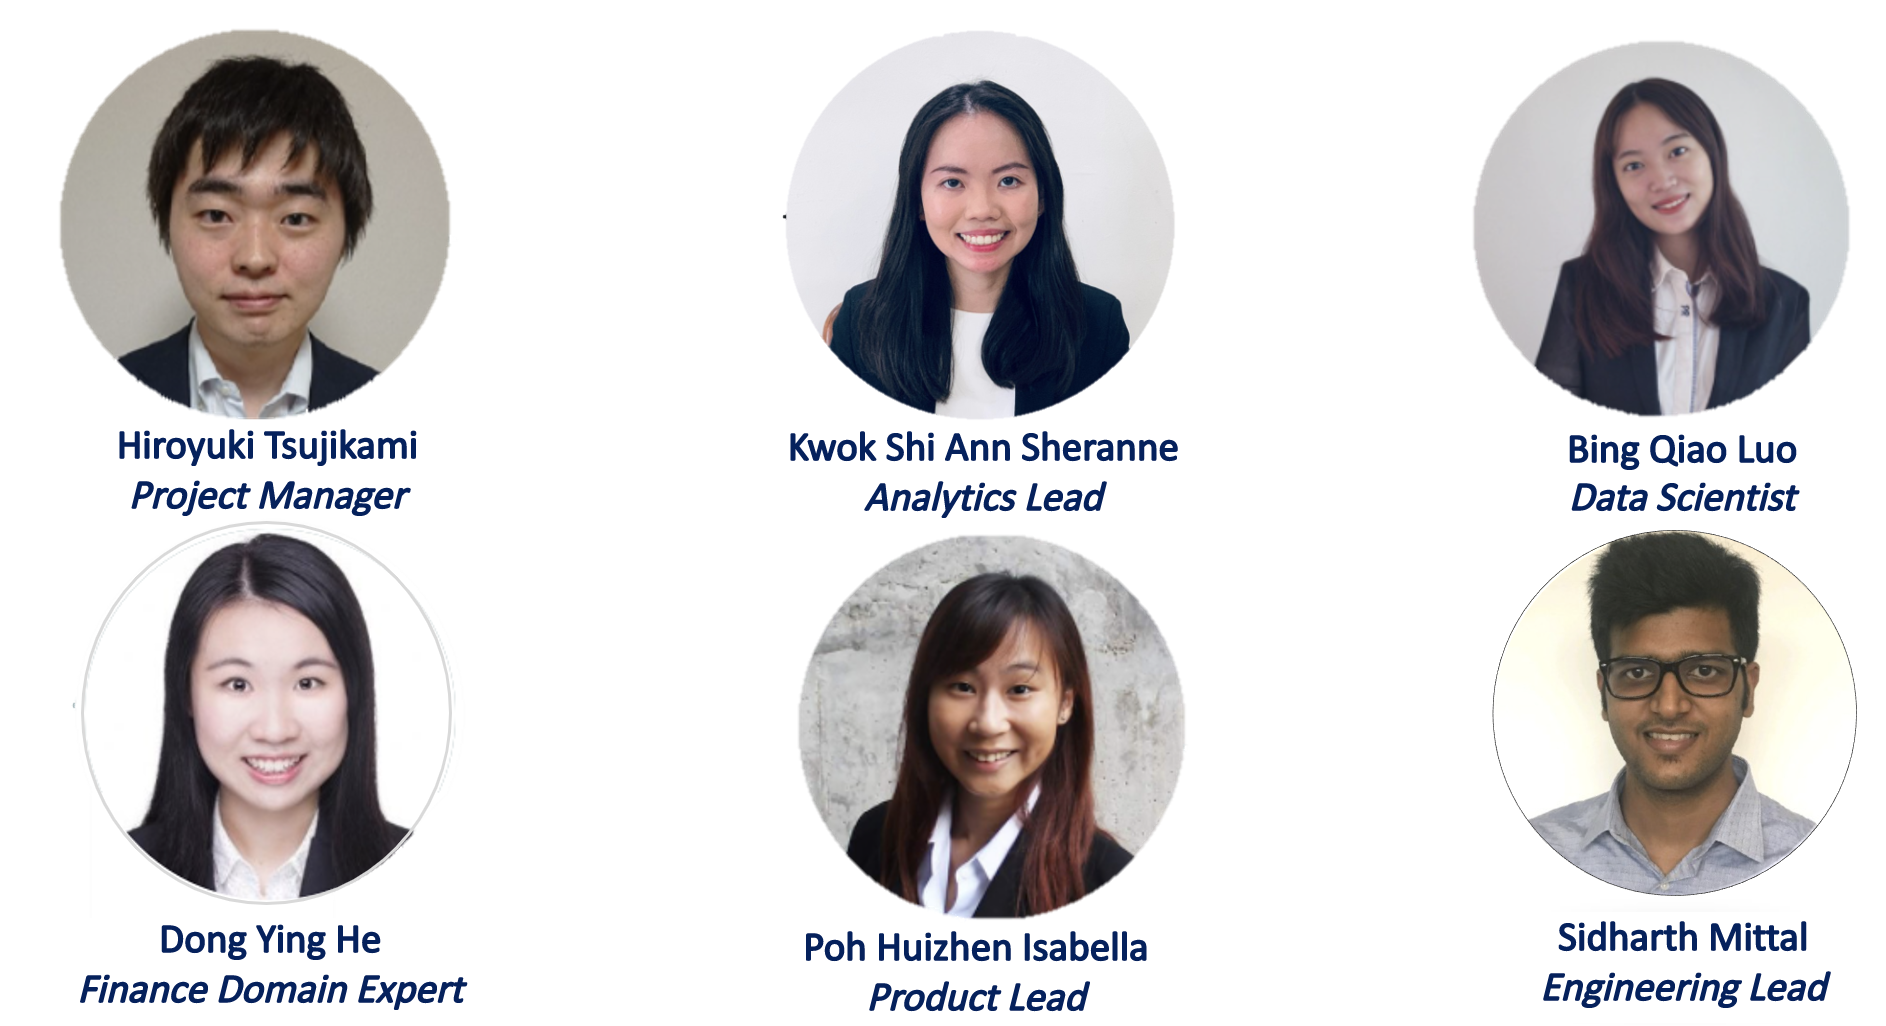 Hiroyuki Tsujikami
Project Manager
Kwok Shi Ann Sheranne
Analytics Lead
Bing Qiao Luo
Data Scientist
Dong Ying He
Finance Domain Expert
Poh Huizhen Isabella
Product Lead
Sidharth Mittal
Engineering Lead